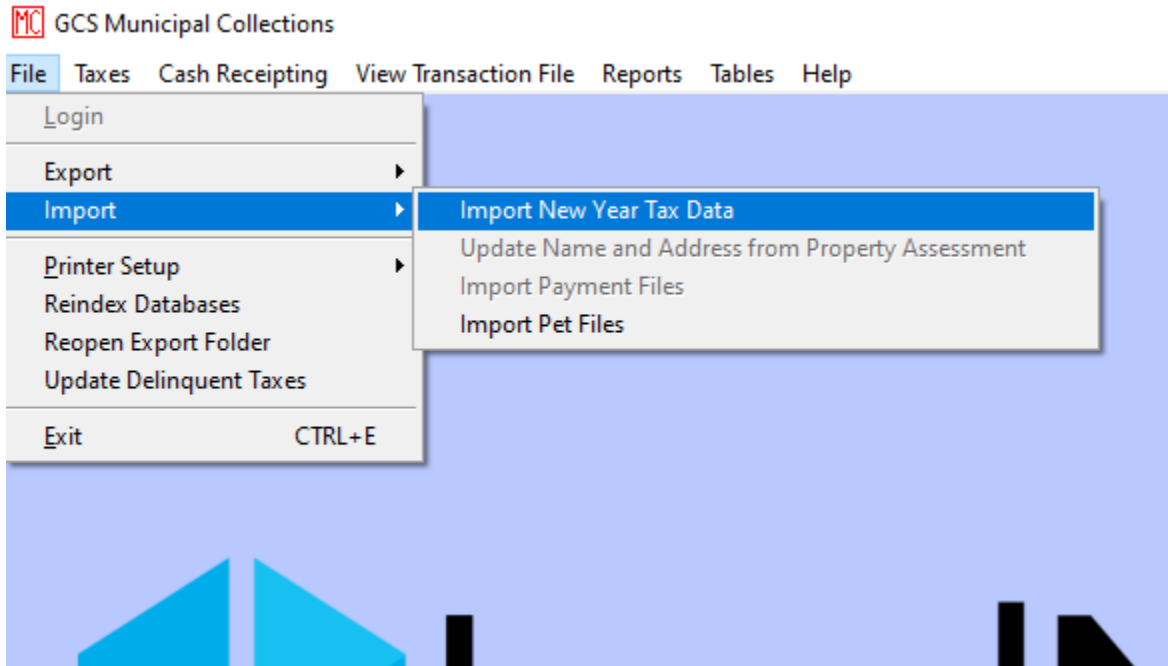 MC GCS Municipal Collections
File Taxes Cash Receipting View Transaction File Reports Tables Help
Login
Export
Import
Import New Year Tax Data
Update Name and Address from Property Assessment
Import Payment Files
Import Pet Files
Printer Setup
Reindex Databases
Reopen Export Folder
Update Delinquent Taxes
Exit CTRL+E